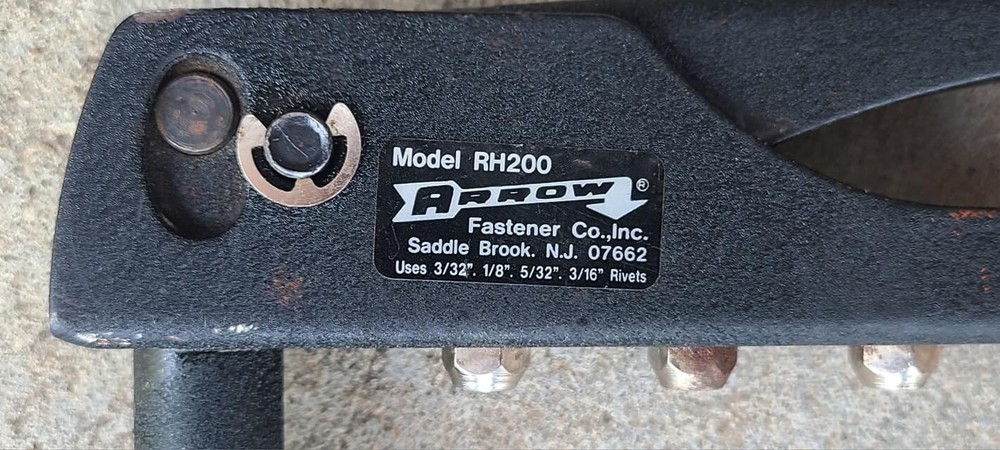 Model RH200
ARROW®
Fastener Co.,Inc.
Saddle Brook. N.J. 07662
Uses 3/32". 1/8". 5/32". 3/16" Rivets